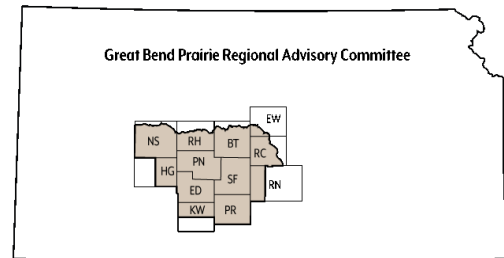 Great Bend Prairie Regional Advisory Committee
EW
NS
RH
BT
RC
PN
HG
SF
RN
ED
KW
PR